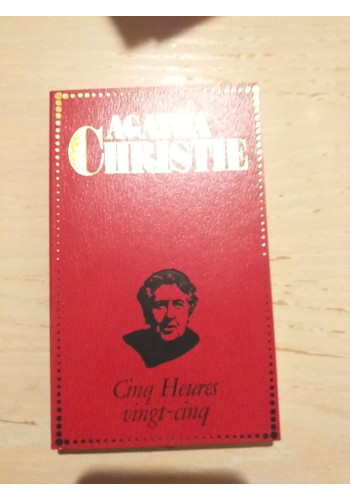 AGATHA
CHRISTIE
Cinq Heures
vingt-cinq